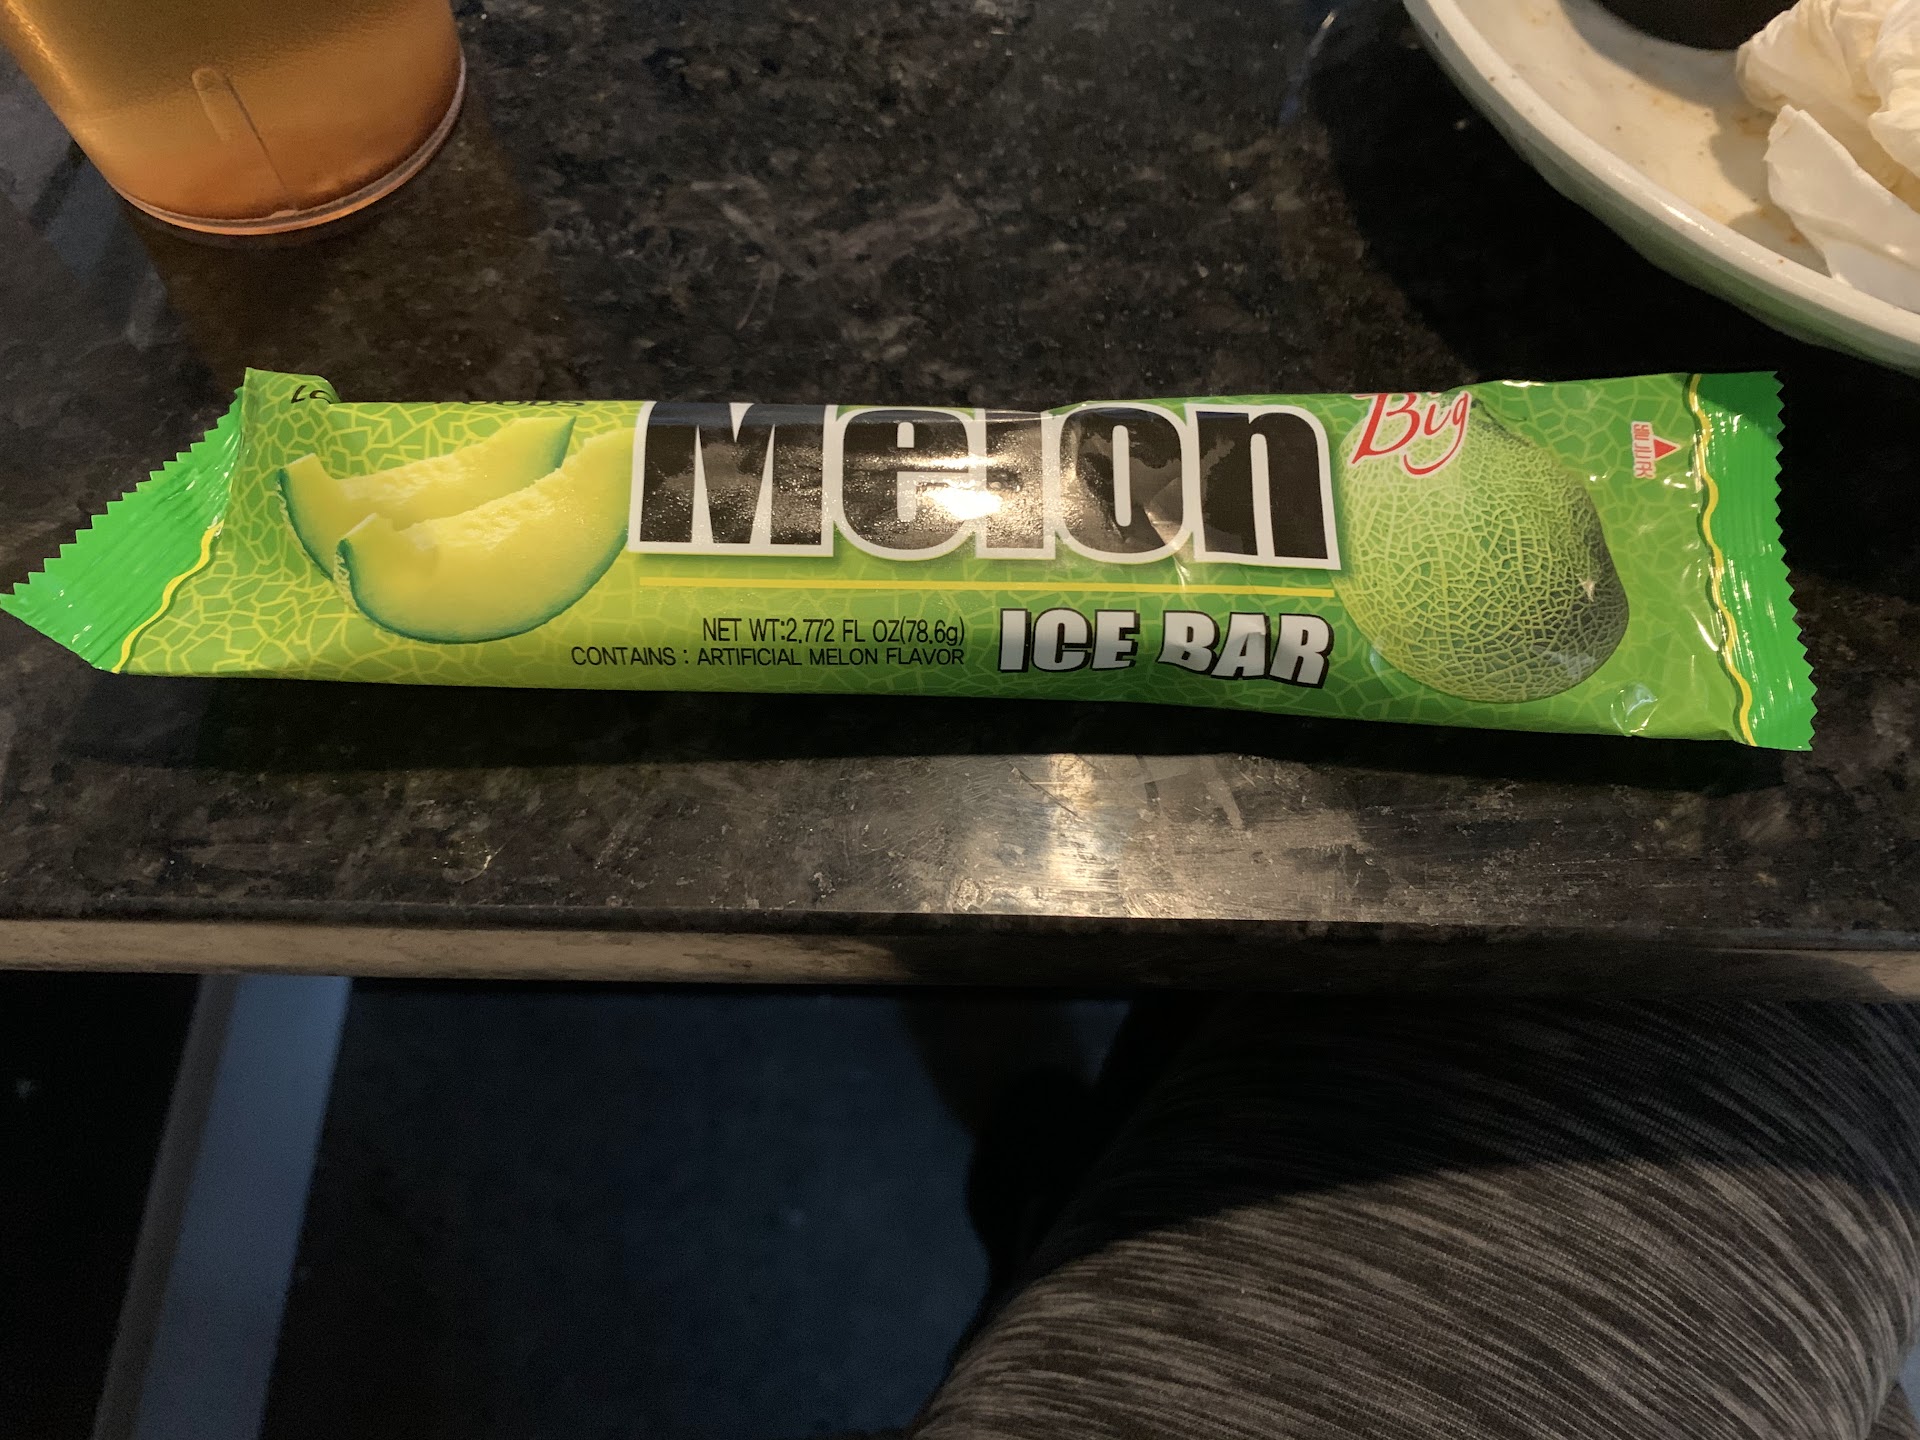 Melon
Big
NET WT:2.772 FL OZ(78.6g)
CONTAINS : ARTIFICIAL MELON FLAVOR
ICE BAR